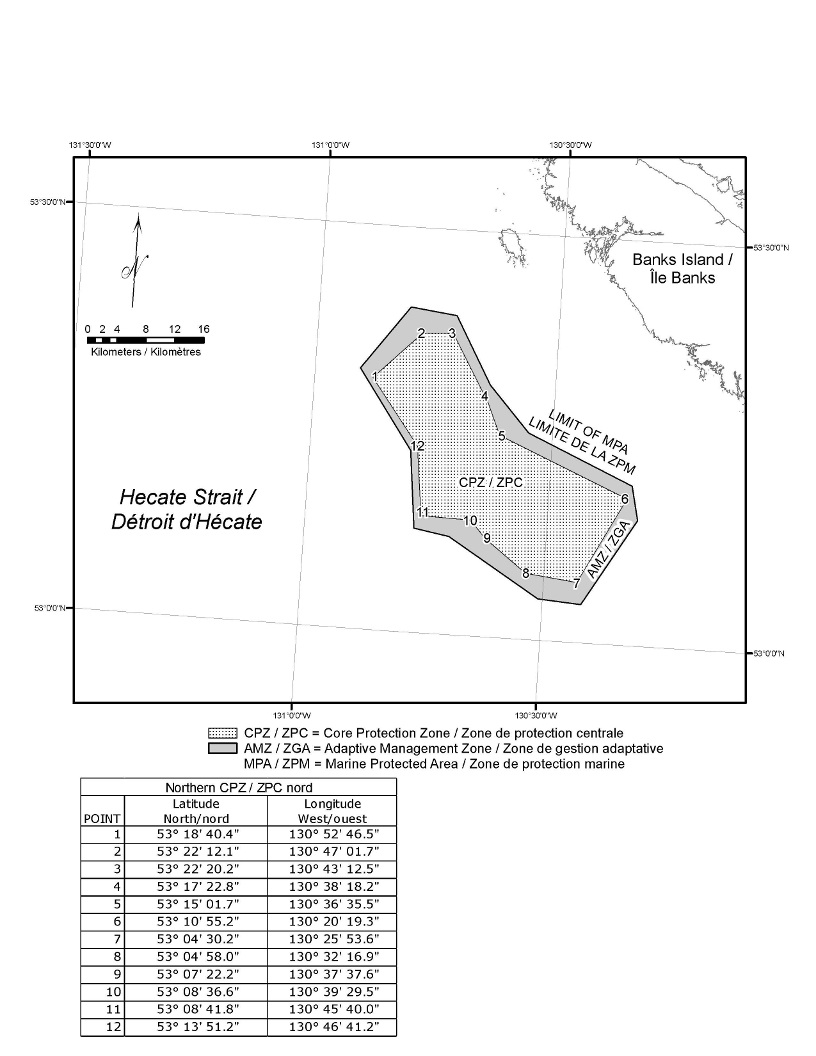 131°30'0"W
131°0'0"W
130°30'0"W
53°30'0"N
53°30'0"N
N
Banks Island /
Île Banks
0 2 4 8 12 16
Kilometers / Kilomètres
2
3
1
4
LIMIT OF MPA
LIMITE DE LA ZPM
5
12
CPZ / ZPC
6
Hecate Strait /
Détroit d'Hécate
11
10
9
AMZ / ZGA
8
7
53°0'0"N
53°0'0"N
131°0'0"W
130°30'0"W
CPZ / ZPC = Core Protection Zone / Zone de protection centrale
AMZ / ZGA = Adaptive Management Zone / Zone de gestion adaptative
MPA / ZPM = Marine Protected Area / Zone de protection marine
Northern CPZ / ZPC nord
Latitude Longitude
POINT North/nord West/ouest
1 53° 18' 40.4" 130° 52' 46.5"
2 53° 22' 12.1" 130° 47' 01.7"
3 53° 22' 20.2" 130° 43' 12.5"
4 53° 17' 22.8" 130° 38' 18.2"
5 53° 15' 01.7" 130° 36' 35.5"
6 53° 10' 55.2" 130° 20' 19.3"
7 53° 04' 30.2" 130° 25' 53.6"
8 53° 04' 58.0" 130° 32' 16.9"
9 53° 07' 22.2" 130° 37' 37.6"
10 53° 08' 36.6" 130° 39' 29.5"
11 53° 08' 41.8" 130° 45' 40.0"
12 53° 13' 51.2" 130° 46' 41.2"